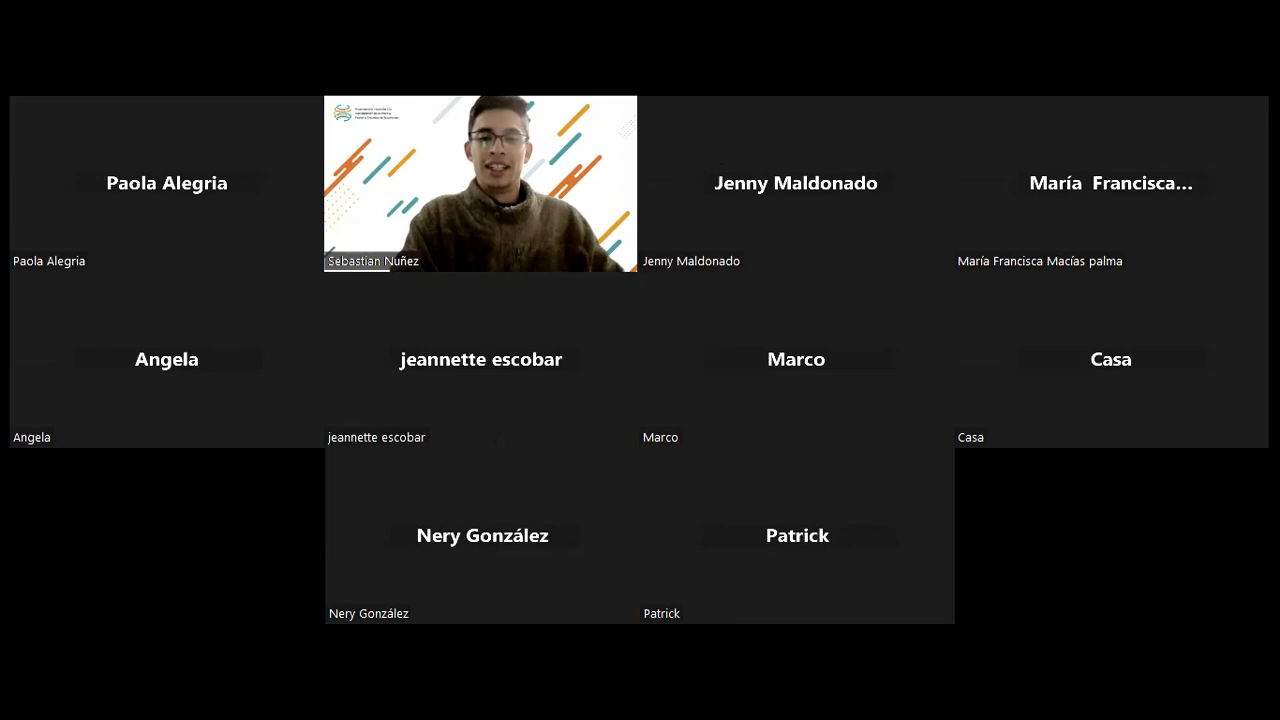 Paola Alegria
Paola Alegria
Sebastian Nuñez
Jenny Maldonado
Jenny Maldonado
María Francisca...
María Francisca Macías palma
Angela
Angela
jeannette escobar
jeannette escobar
Marco
Marco
Casa
Casa
Nery González
Nery González
Patrick
Patrick